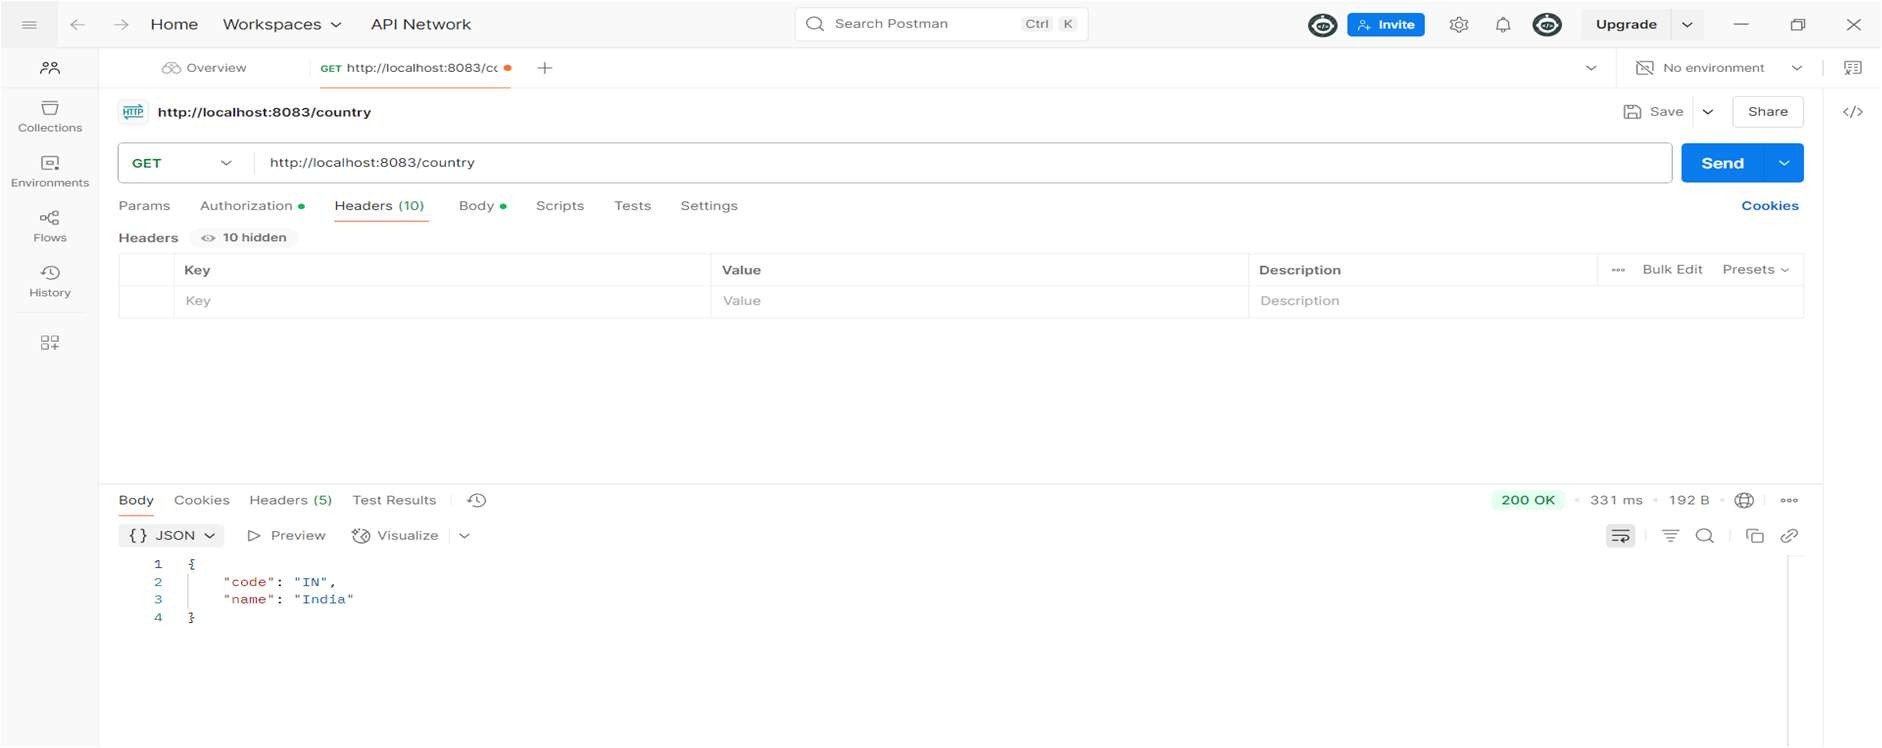 Home Workspaces API Network Search Postman Ctrl K Invite Upgrade
Overview GET http://localhost:8083/cc No environment
Collections
Environments
Flows
History
HTTP http://localhost:8083/country Save Share
GET http://localhost:8083/country Send
Params Authorization Headers (10) Body Scripts Tests Settings Cookies
Headers 10 hidden
Key Value Description Bulk Edit Presets
Key Value Description
Body Cookies Headers (5) Test Results 200 OK 331 ms 192 B
{} JSON Preview Visualize
1 {
2 "code": "IN",
3 "name": "India"
4 }